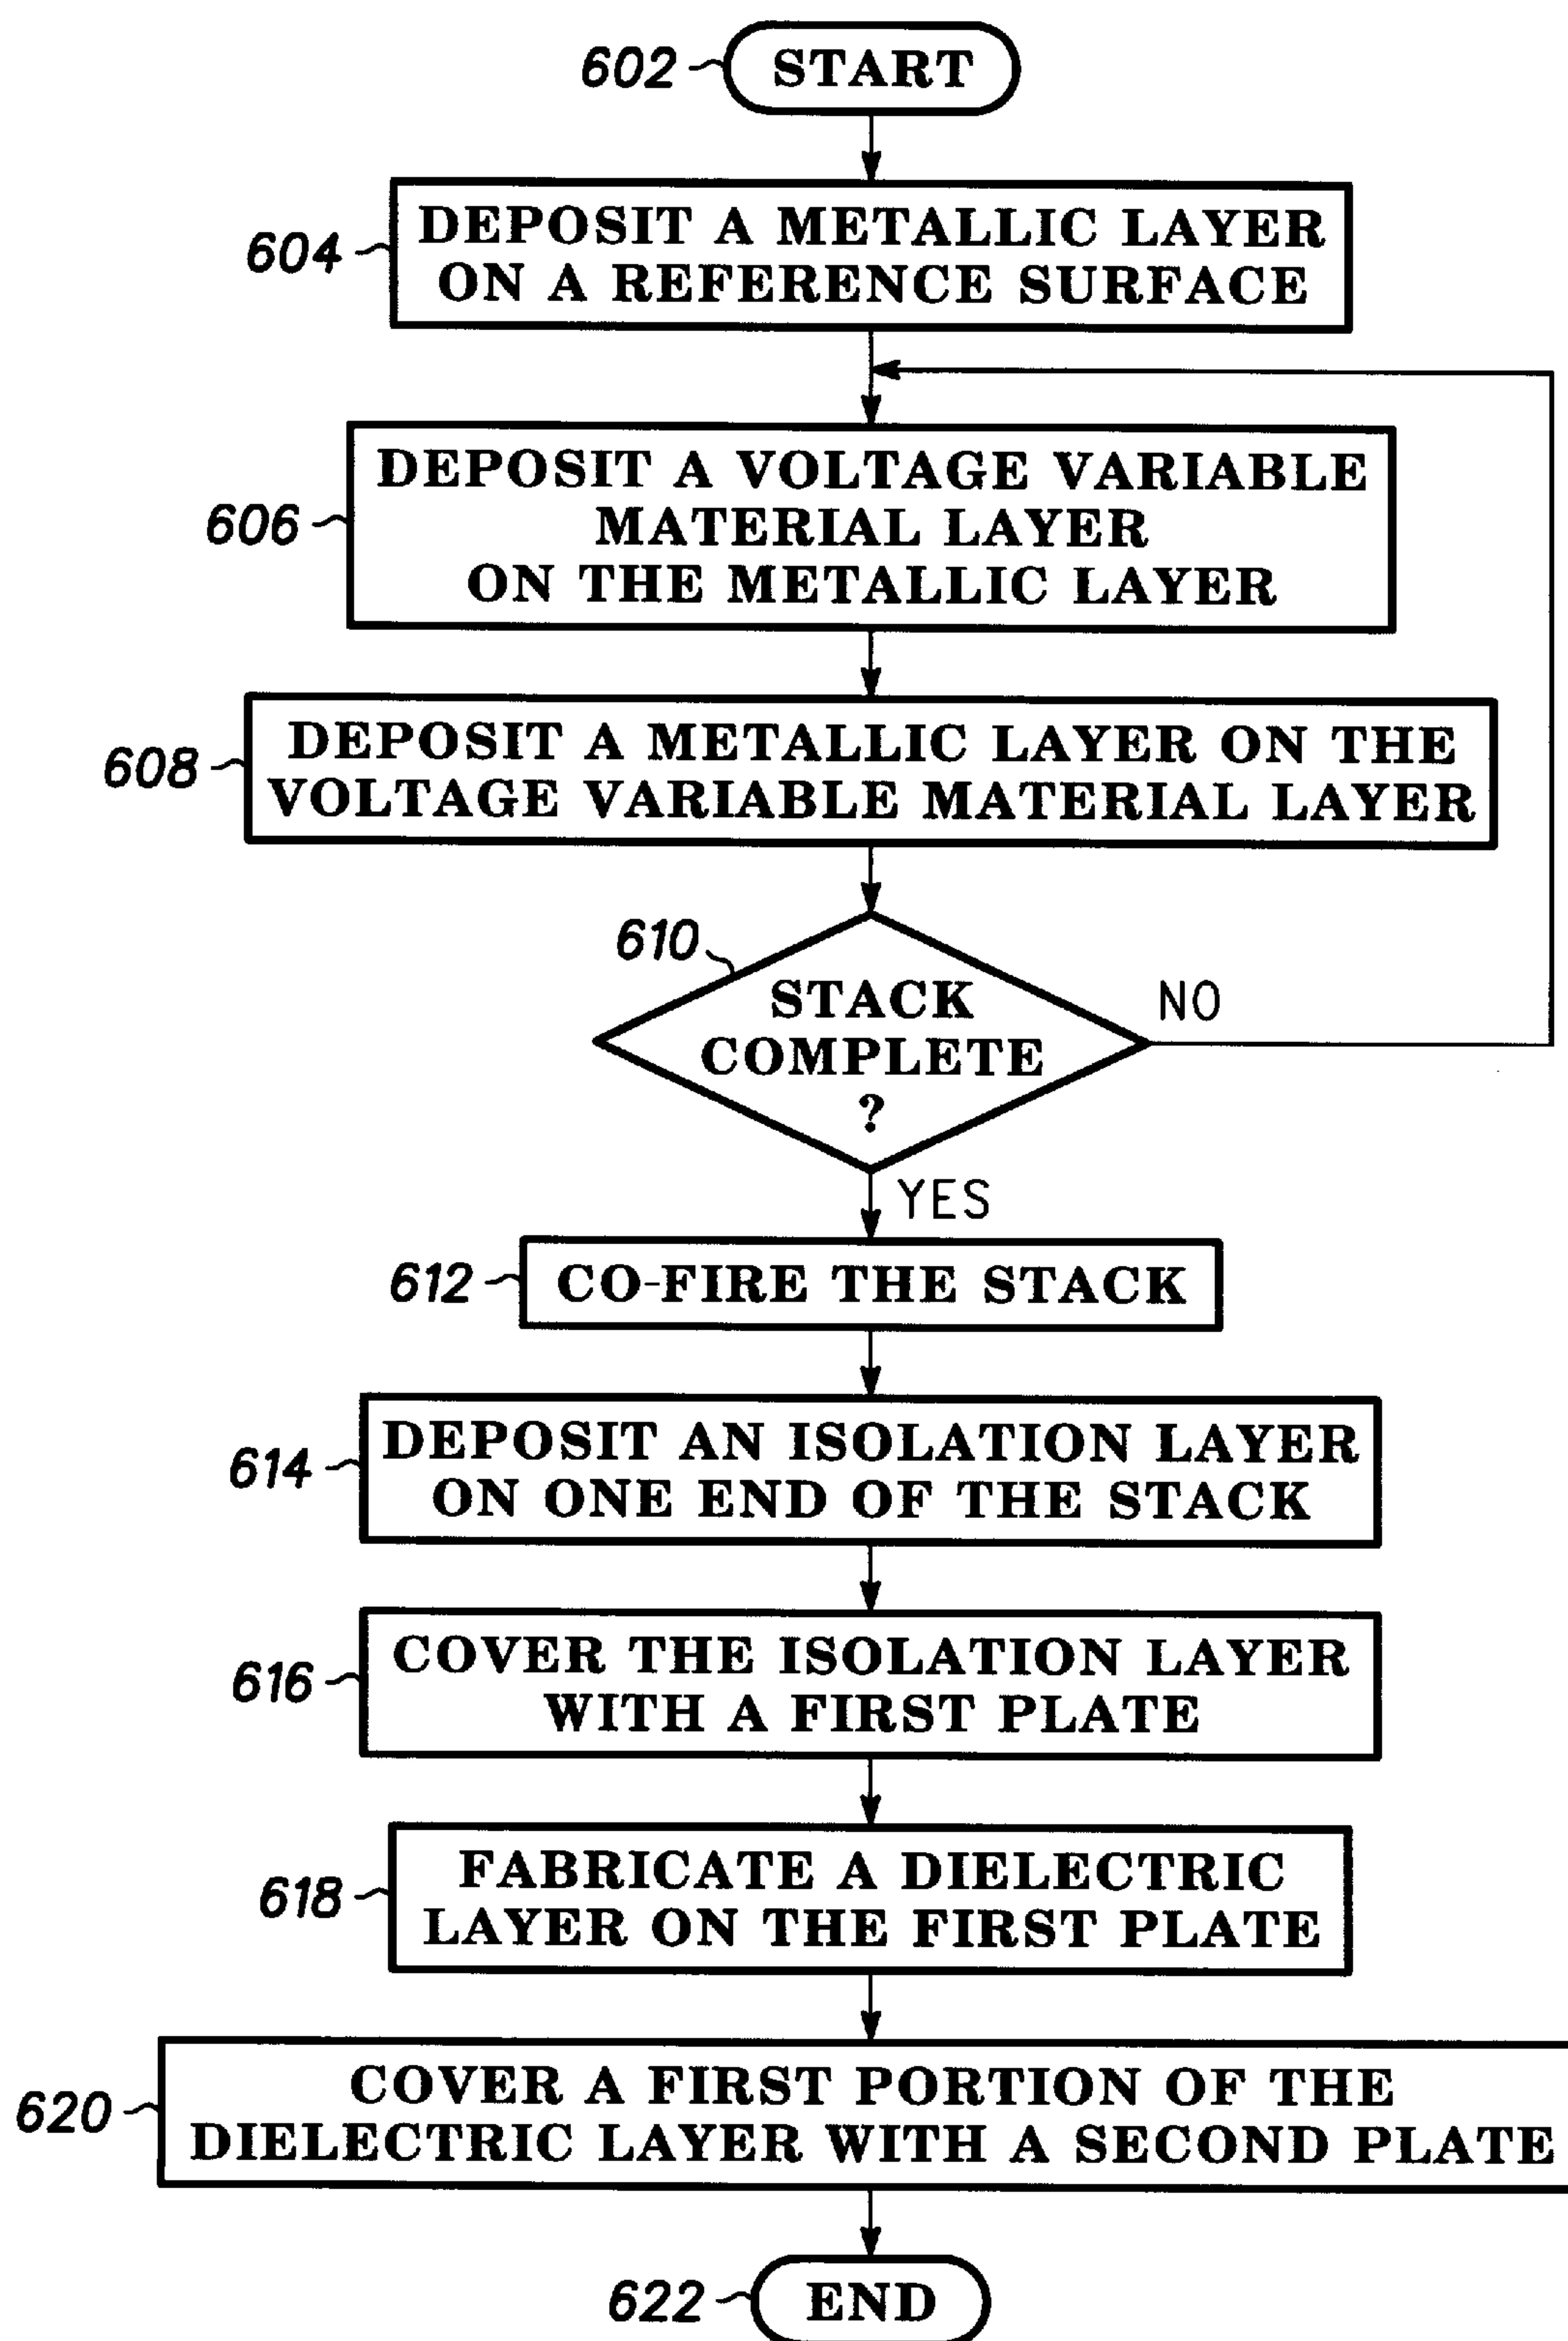 602
START
604
DEPOSIT A METALLIC LAYER
ON A REFERENCE SURFACE
606
DEPOSIT A VOLTAGE VARIABLE
MATERIAL LAYER
ON THE METALLIC LAYER
608
DEPOSIT A METALLIC LAYER ON THE
VOLTAGE VARIABLE MATERIAL LAYER
610
STACK
COMPLETE
?
NO
YES
612
CO-FIRE THE STACK
614
DEPOSIT AN ISOLATION LAYER
ON ONE END OF THE STACK
616
COVER THE ISOLATION LAYER
WITH A FIRST PLATE
618
FABRICATE A DIELECTRIC
LAYER ON THE FIRST PLATE
620
COVER A FIRST PORTION OF THE
DIELECTRIC LAYER WITH A SECOND PLATE
622
END